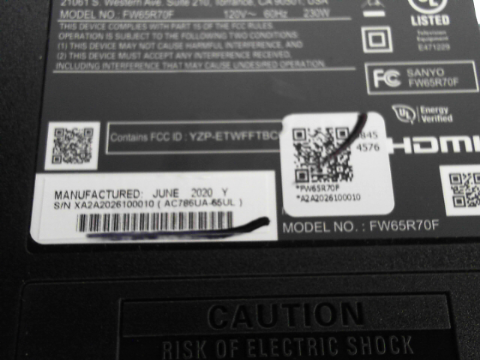 21061 S. Western Ave. Suite 210, Torrance, CA 90501, USA
MODEL NO. : FW65R70F 120V~ 60Hz 230W
THIS DEVICE COMPLIES WITH PART 15 OF THE FCC RULES.
OPERATION IS SUBJECT TO THE FOLLOWING TWO CONDITIONS:
(1) THIS DEVICE MAY NOT CAUSE HARMFUL INTERFERENCE, AND
(2) THIS DEVICE MUST ACCEPT ANY INTERFERENCE RECEIVED,
INCLUDING INTERFERENCE THAT MAY CAUSE UNDESIRED OPERATION.
UL
LISTED
Television
Equipment
E471229
FC SANYO
FW65R70F
UL Energy
Verified
Contains FCC ID : YZP-ETWFFTBC
845
4576
HDMI
*FW65R70F
*A2A2026100010
MANUFACTURED: JUNE 2020 Y
S/N XA2A2026100010 ( AC786UA-65UL )
MODEL NO. : FW65R70F
CAUTION
RISK OF ELECTRIC SHOCK